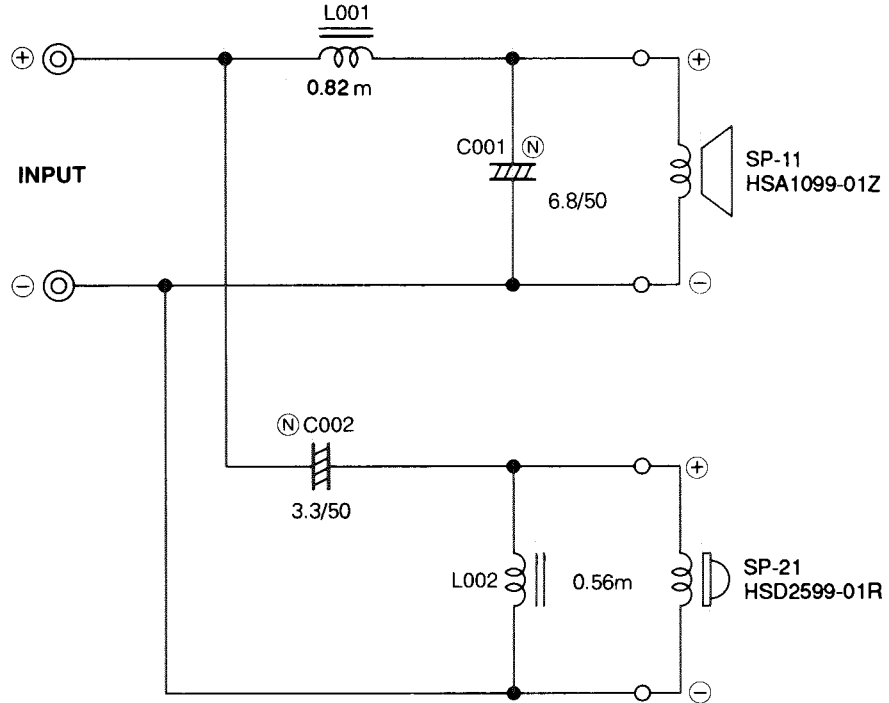 L001
⊕
0.82 m
⊕
C001 Ⓝ
INPUT
6.8/50
SP-11
HSA1099-01Z
⊖
⊖
Ⓝ C002
⊕
3.3/50
L002
0.56m
SP-21
HSD2599-01R
⊖